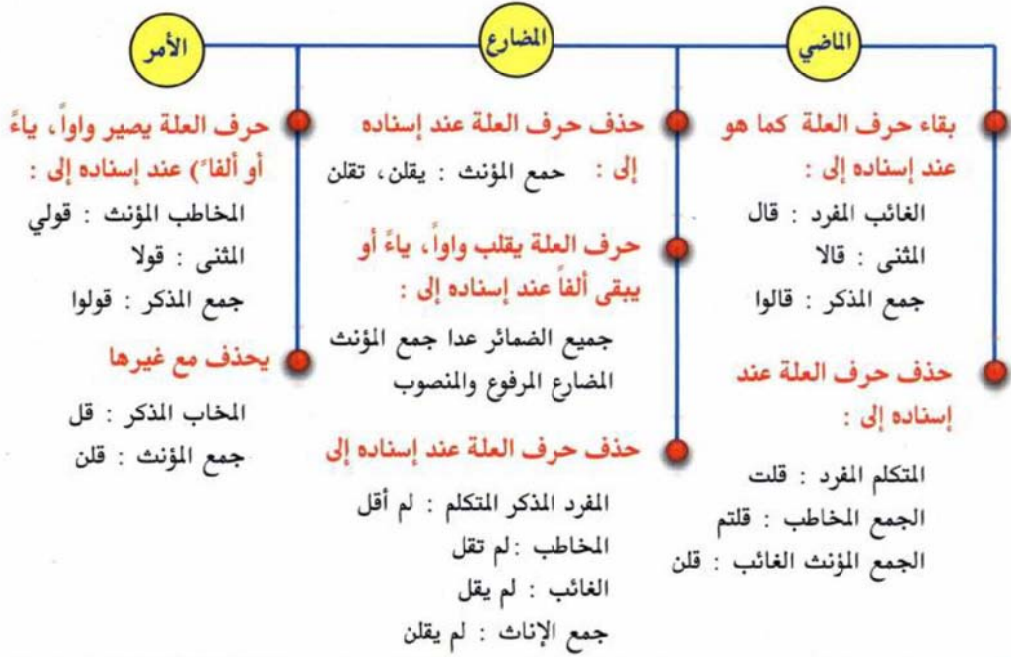 الماضي
بقاء حرف العلة كما هو
عند إسناده إلى :
الغائب المفرد : قال
المثنى : قالا
جمع المذكر : قالوا
حذف حرف العلة عند
إسناده إلى :
المتكلم المفرد : قلت
الجمع المخاطب : قلتم
الجمع المؤنث الغائب : قلن
المضارع
حذف حرف العلة عند إسناده
إلى : حمع المؤنث : يقلن، تقلن
حرف العلة يقلب واواً، ياءً أو
يبقى ألفاً عند إسناده إلى :
جميع الضمائر عدا جمع المؤنث
المضارع المرفوع والمنصوب
حذف حرف العلة عند إسناده إلى
المفرد المذكر المتكلم : لم أقل
المخاطب : لم تقل
الغائب : لم يقل
جمع الإناث : لم يقلن
الأمر
حرف العلة يصير واواً، ياءً
أو ألفا ً) عند إسناده إلى :
المخاطب المؤنث : قولي
المثنى : قولا
جمع المذكر : قولوا
يحذف مع غيرها
المخاب المذكر : قل
جمع المؤنث : قلن